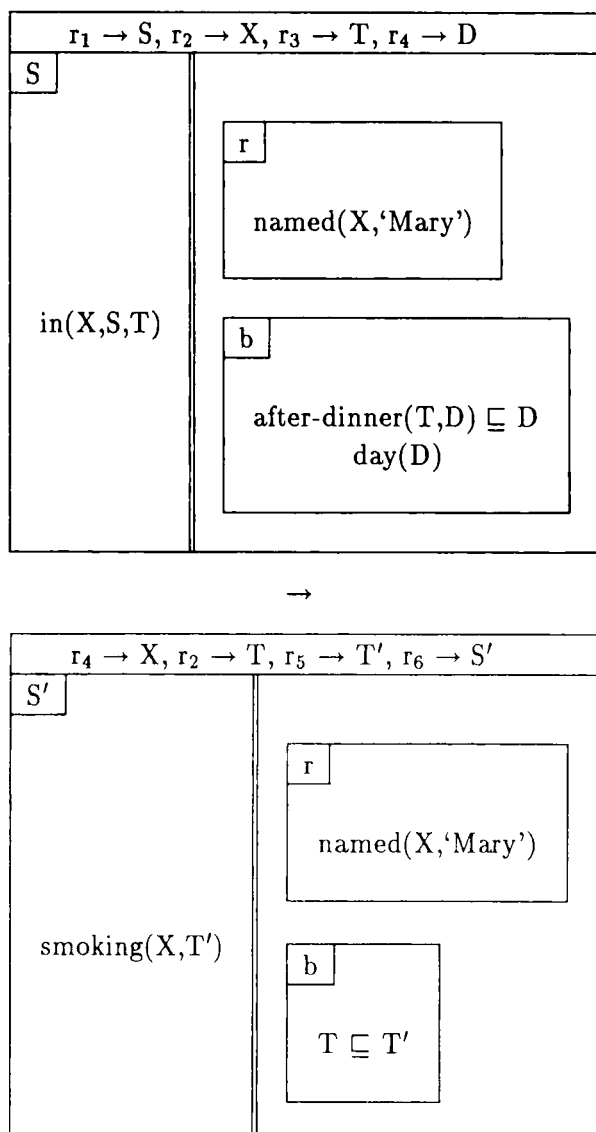 r₁ → S, r₂ → X, r₃ → T, r₄ → D
S
r
named(X,‘Mary’)
in(X,S,T)
b
after-dinner(T,D) ⊑ D
day(D)
→
r₄ → X, r₂ → T, r₅ → T′, r₆ → S′
S′
r
named(X,‘Mary’)
smoking(X,T′)
b
T ⊑ T′